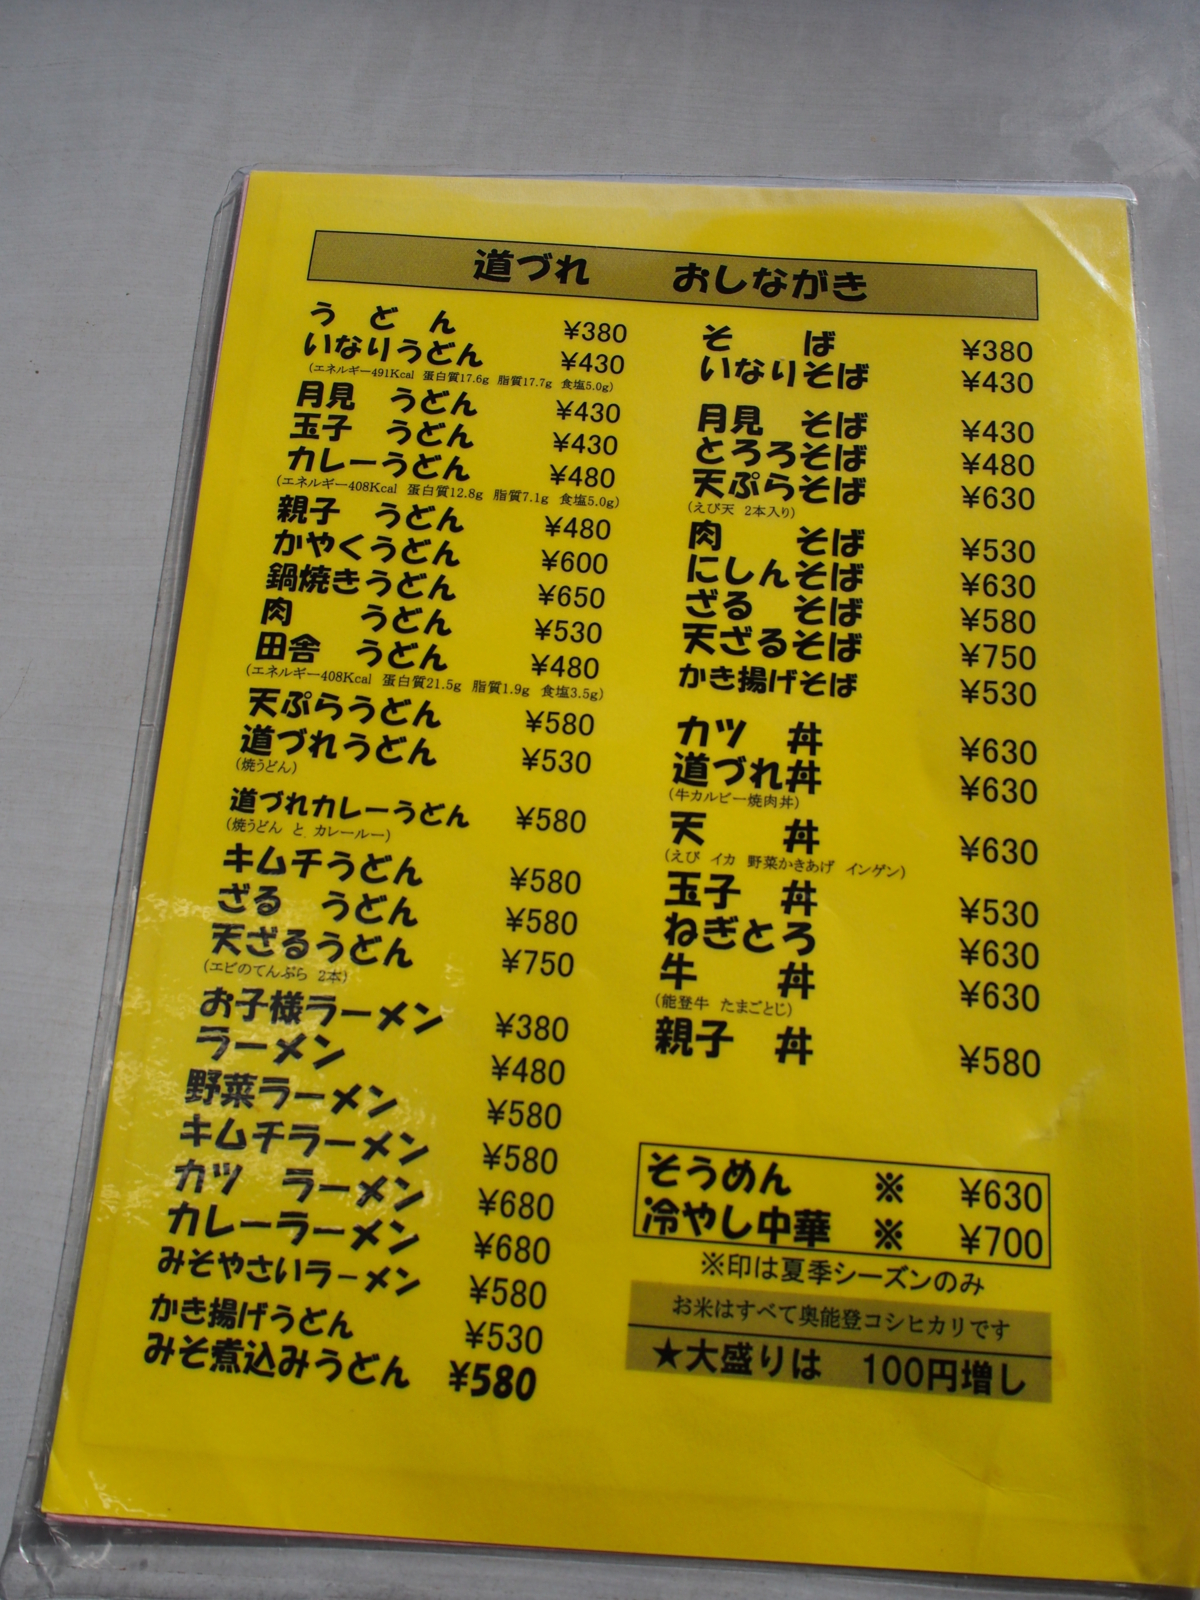 道づれ　おしながき
うどん ¥380
いなりうどん ¥430
(エネルギー491Kcal 蛋白質17.6g 脂質17.7g 食塩5.0g)
月見 うどん ¥430
玉子 うどん ¥430
カレーうどん ¥480
(エネルギー408Kcal 蛋白質12.8g 脂質7.1g 食塩5.0g)
親子 うどん ¥480
かやくうどん ¥600
鍋焼きうどん ¥650
肉 うどん ¥530
田舎 うどん ¥480
(エネルギー408Kcal 蛋白質21.5g 脂質1.9g 食塩3.5g)
天ぷらうどん ¥580
道づれうどん ¥530
(焼うどん)
道づれカレーうどん ¥580
(焼うどん と カレールー)
キムチうどん ¥580
ざる うどん ¥580
天ざるうどん ¥750
(エビのてんぷら 2本)
お子様ラーメン ¥380
ラーメン ¥480
野菜ラーメン ¥580
キムチラーメン ¥580
カツ ラーメン ¥680
カレーラーメン ¥680
みそやさいラーメン ¥580
かき揚げうどん ¥530
みそ煮込みうどん ¥580
そば ¥380
いなりそば ¥430
月見 そば ¥430
とろろそば ¥480
天ぷらそば ¥630
(えび天 2本入り)
肉 そば ¥530
にしんそば ¥630
ざる そば ¥580
天ざるそば ¥750
かき揚げそば ¥530
カツ 丼 ¥630
道づれ丼 ¥630
(牛カルビー焼肉丼)
天 丼 ¥630
(えび イカ 野菜かきあげ インゲン)
玉子 丼 ¥530
ねぎとろ ¥630
牛 丼 ¥630
(能登牛 たまごとじ)
親子 丼 ¥580
そうめん ※ ¥630
冷やし中華 ※ ¥700
※印は夏季シーズンのみ
お米はすべて奥能登コシヒカリです
★大盛りは 100円増し